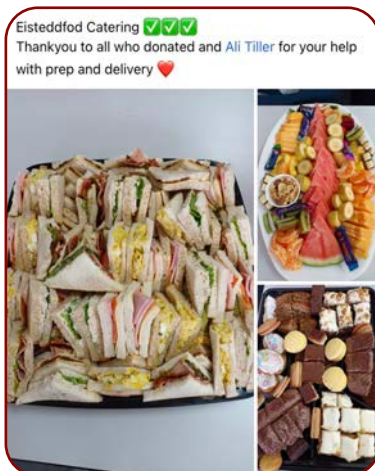 Eisteddfod Catering ✅✅✅
Thankyou to all who donated and Ali Tiller for your help
with prep and delivery ❤️